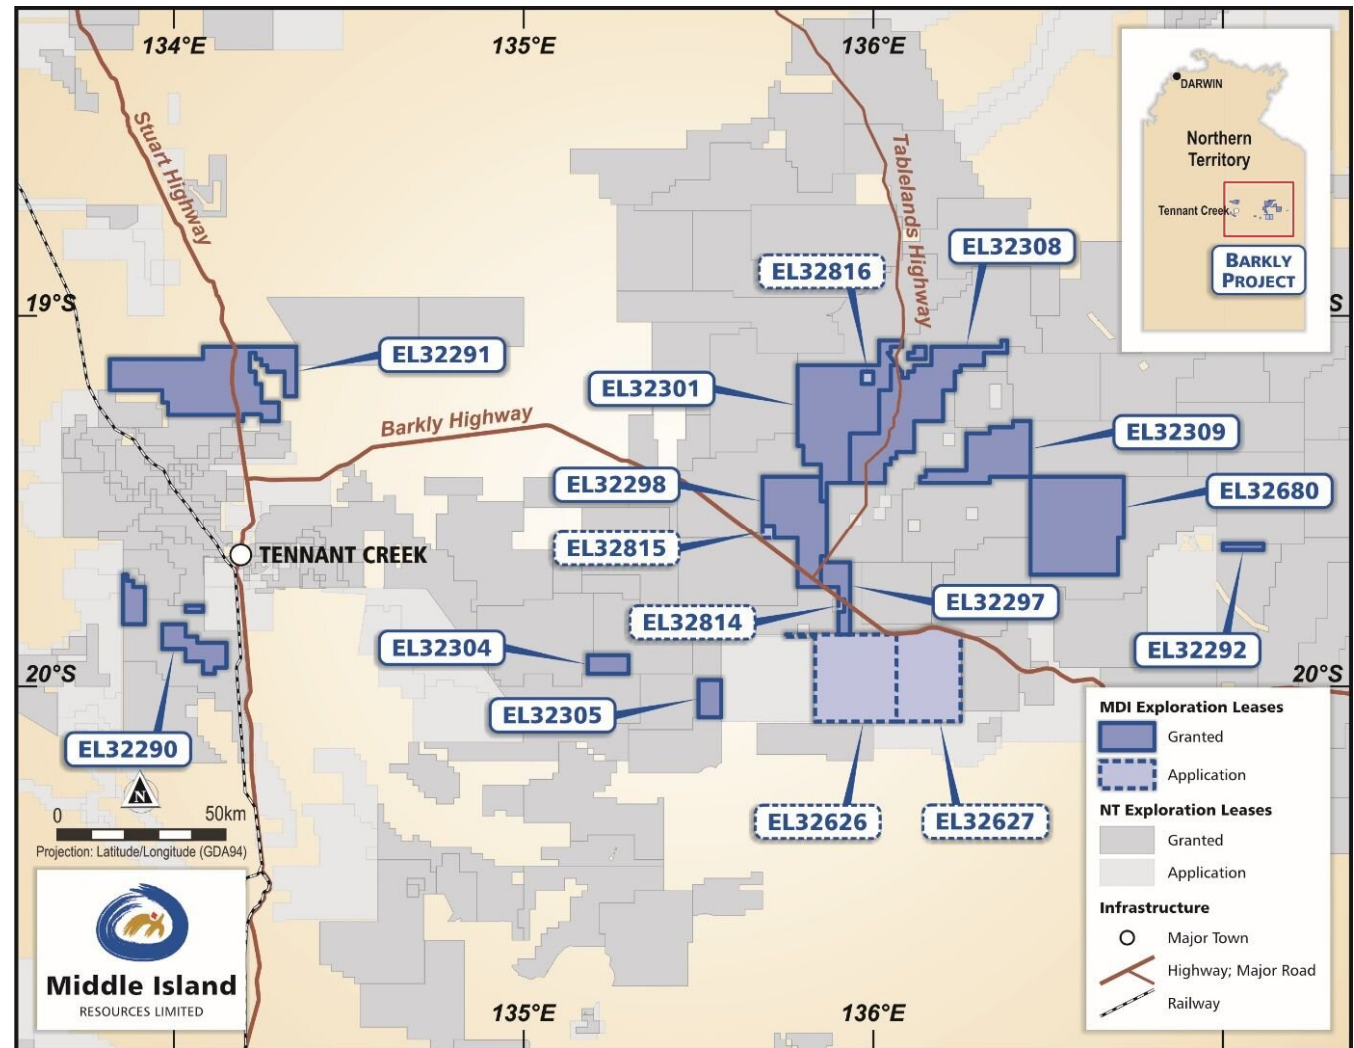 134°E
135°E
136°E
DARWIN
Northern
Territory
Tennant Creek
BARKLY
PROJECT
Stuart Highway
Tablelands Highway
EL32308
EL32816
19°S
S
EL32291
EL32301
Barkly Highway
EL32309
EL32298
EL32680
EL32815
TENNANT CREEK
EL32297
EL32814
EL32304
EL32292
20°S
20°S
EL32305
EL32290
EL32626
EL32627
N
0
50km
Projection: Latitude/Longitude (GDA94)
Middle Island
RESOURCES LIMITED
135°E
136°E
MDI Exploration Leases
Granted
Application
NT Exploration Leases
Granted
Application
Infrastructure
Major Town
Highway; Major Road
Railway